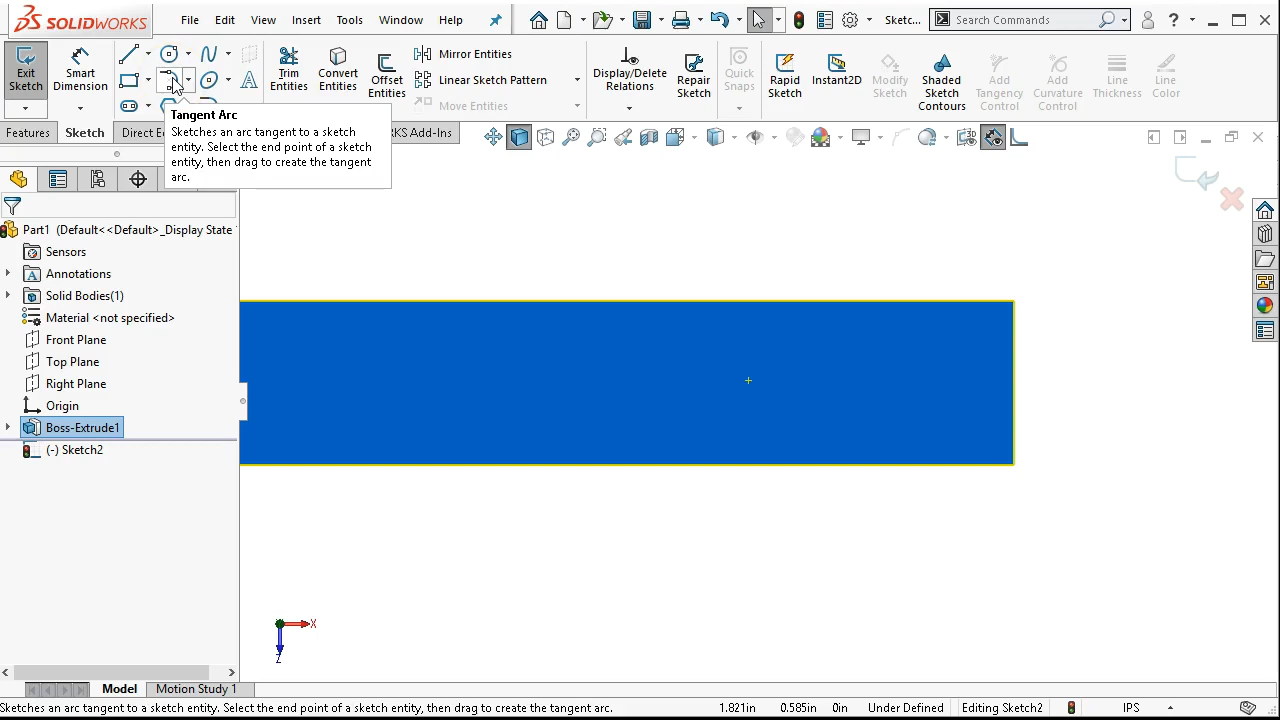 SOLIDWORKS
File Edit View Insert Tools Window Help
Sketc...
Search Commands
?
Exit Sketch
Smart Dimension
A
Trim Entities
Convert Entities
Offset Entities
Mirror Entities
Linear Sketch Pattern
Move Entities
Display/Delete Relations
Repair Sketch
Quick Snaps
Rapid Sketch
Instant2D
Shaded Sketch Contours
Modify Sketch
Add Tangency Control
Add Curvature Control
Line Thickness
Line Color
Features
Sketch
Direct Ec
KS Add-Ins
Tangent Arc
Sketches an arc tangent to a sketch
entity. Select the end point of a sketch
entity, then drag to create the tangent
arc.
Part1 (Default<<Default>_Display State
Sensors
Annotations
Solid Bodies(1)
Material <not specified>
Front Plane
Top Plane
Right Plane
Origin
Boss-Extrude1
(-) Sketch2
X
Z
Model
Motion Study 1
Sketches an arc tangent to a sketch entity. Select the end point of a sketch entity, then drag to create the tangent arc.
1.821in 0.585in 0in Under Defined Editing Sketch2 IPS